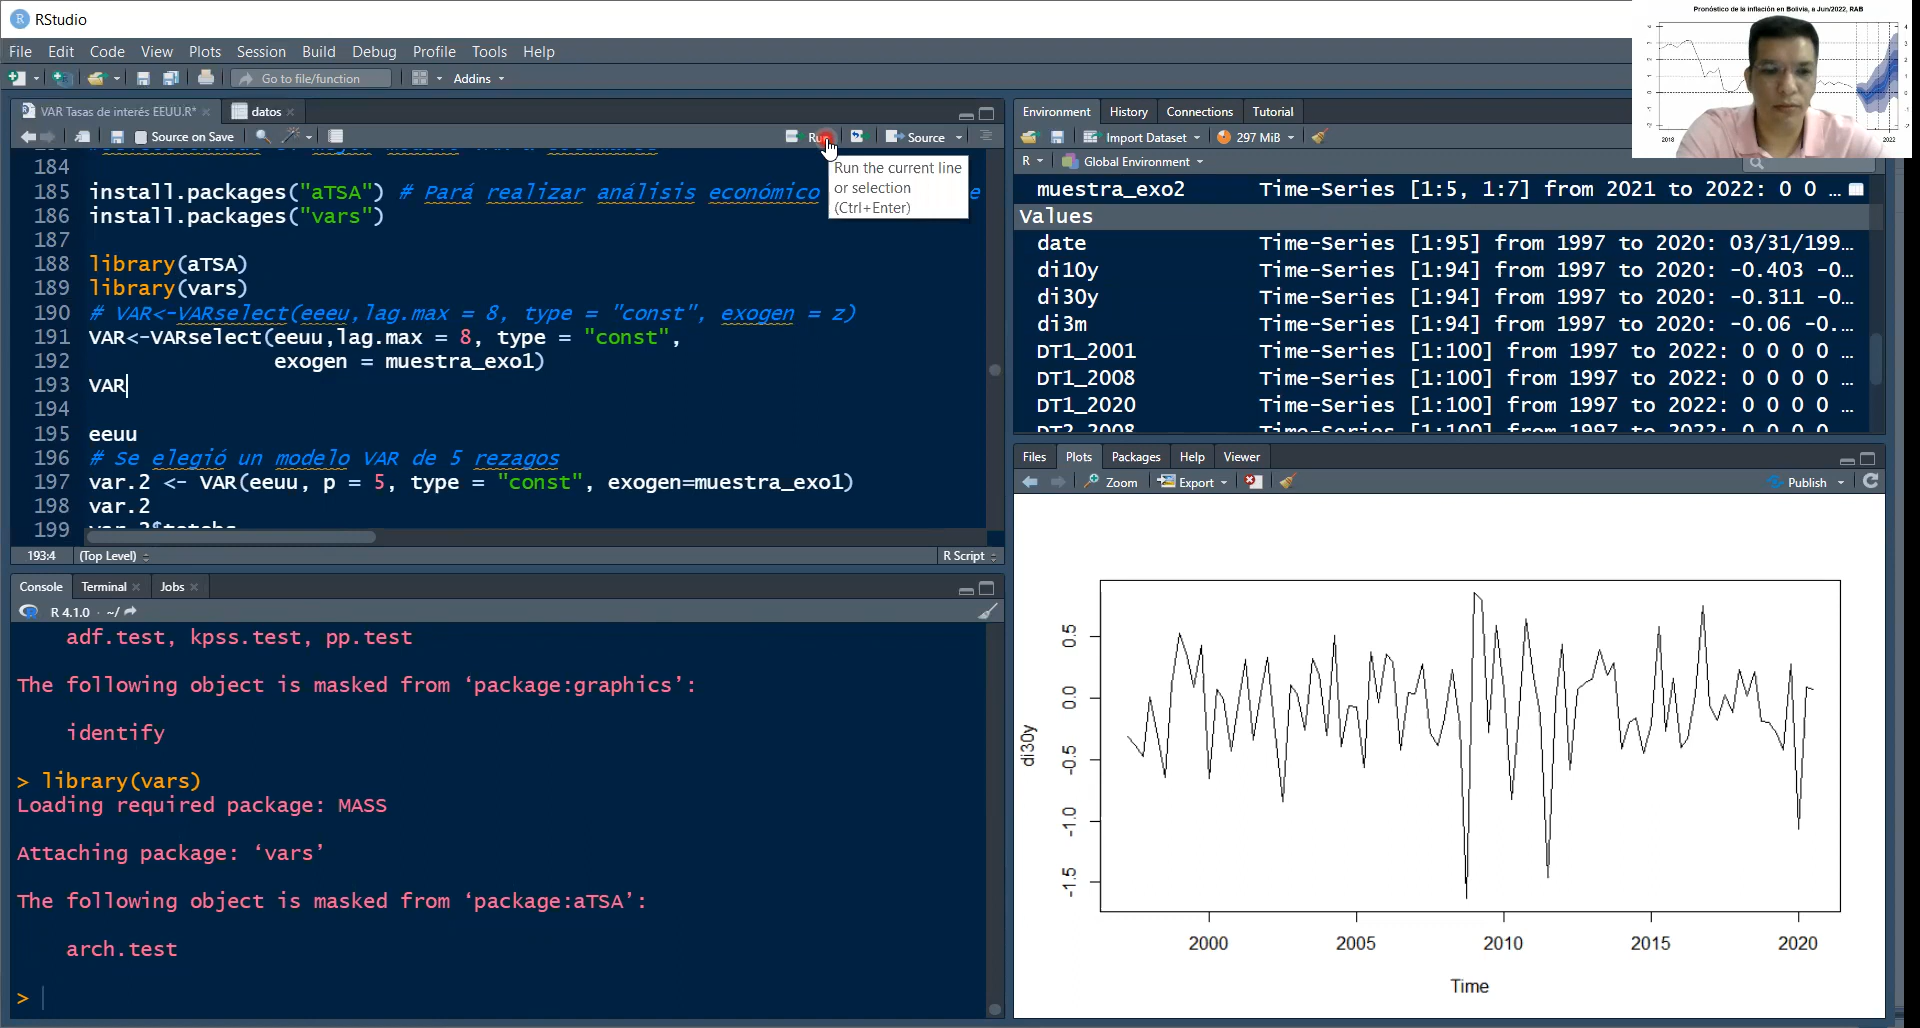 RStudio
File Edit Code View Plots Session Build Debug Profile Tools Help
Go to file/function Addins
VAR Tasas de interés EEUU.R* datos
Source on Save Run Source
Run the current line
or selection
(Ctrl+Enter)
184
185 install.packages("aTSA") # Pará realizar análisis económico
186 install.packages("vars")
187
188 library(aTSA)
189 library(vars)
190 # VAR<-VARselect(eeeu,lag.max = 8, type = "const", exogen = z)
191 VAR<-VARselect(eeuu,lag.max = 8, type = "const",
192 exogen = muestra_exo1)
193 VAR
194
195 eeuu
196 # Se elegió un modelo VAR de 5 rezagos
197 var.2 <- VAR(eeuu, p = 5, type = "const", exogen=muestra_exo1)
198 var.2
199
193:4 (Top Level) R Script
Console Terminal Jobs
R 4.1.0 · ~/
adf.test, kpss.test, pp.test
The following object is masked from ‘package:graphics’:
identify
> library(vars)
Loading required package: MASS
Attaching package: ‘vars’
The following object is masked from ‘package:aTSA’:
arch.test
>
Environment History Connections Tutorial
Import Dataset 297 MiB
R Global Environment
muestra_exo2 Time-Series [1:5, 1:7] from 2021 to 2022: 0 0 …
Values
date Time-Series [1:95] from 1997 to 2020: 03/31/199…
di10y Time-Series [1:94] from 1997 to 2020: -0.403 -0…
di30y Time-Series [1:94] from 1997 to 2020: -0.311 -0…
di3m Time-Series [1:94] from 1997 to 2020: -0.06 -0.…
DT1_2001 Time-Series [1:100] from 1997 to 2022: 0 0 0 0 …
DT1_2008 Time-Series [1:100] from 1997 to 2022: 0 0 0 0 …
DT1_2020 Time-Series [1:100] from 1997 to 2022: 0 0 0 0 …
Files Plots Packages Help Viewer
Zoom Export Publish
di30y
0.5
0.0
-0.5
-1.0
-1.5
2000 2005 2010 2015 2020
Time
Pronóstico de la inflación en Bolivia, a Jun/2022, RAB
2018 2022